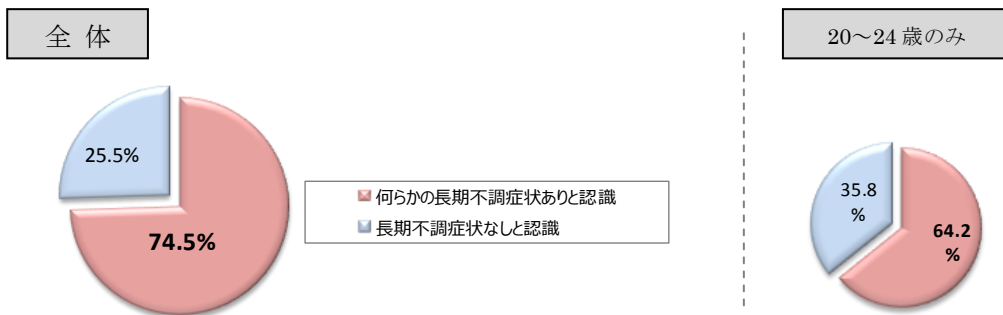 全 体
25.5%
74.5%
何らかの長期不調症状ありと認識
長期不調症状なしと認識
20～24 歳のみ
35.8
%
64.2
%